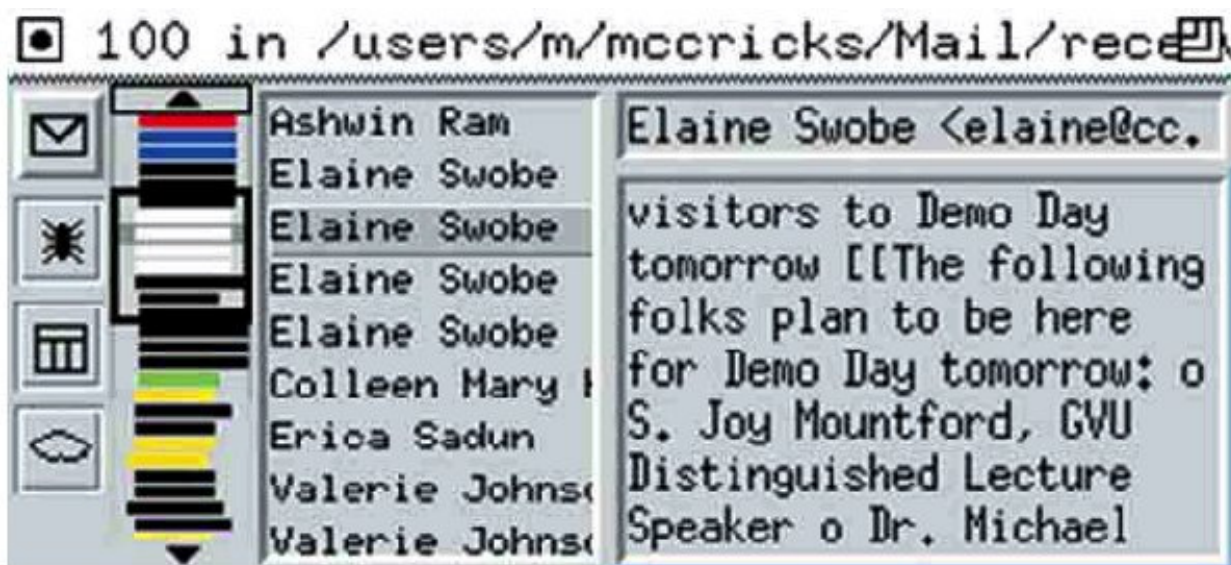 100 in /users/m/mccricks/Mail/rece
Ashwin Ram
Elaine Swobe
Elaine Swobe
Elaine Swobe
Elaine Swobe
Colleen Mary
Erica Sadun
Valerie Johns
Valerie Johns
Elaine Swobe <elaine@cc.
visitors to Demo Day
tomorrow [[The following
folks plan to be here
for Demo Day tomorrow: o
S. Joy Mountford, GVU
Distinguished Lecture
Speaker o Dr. Michael